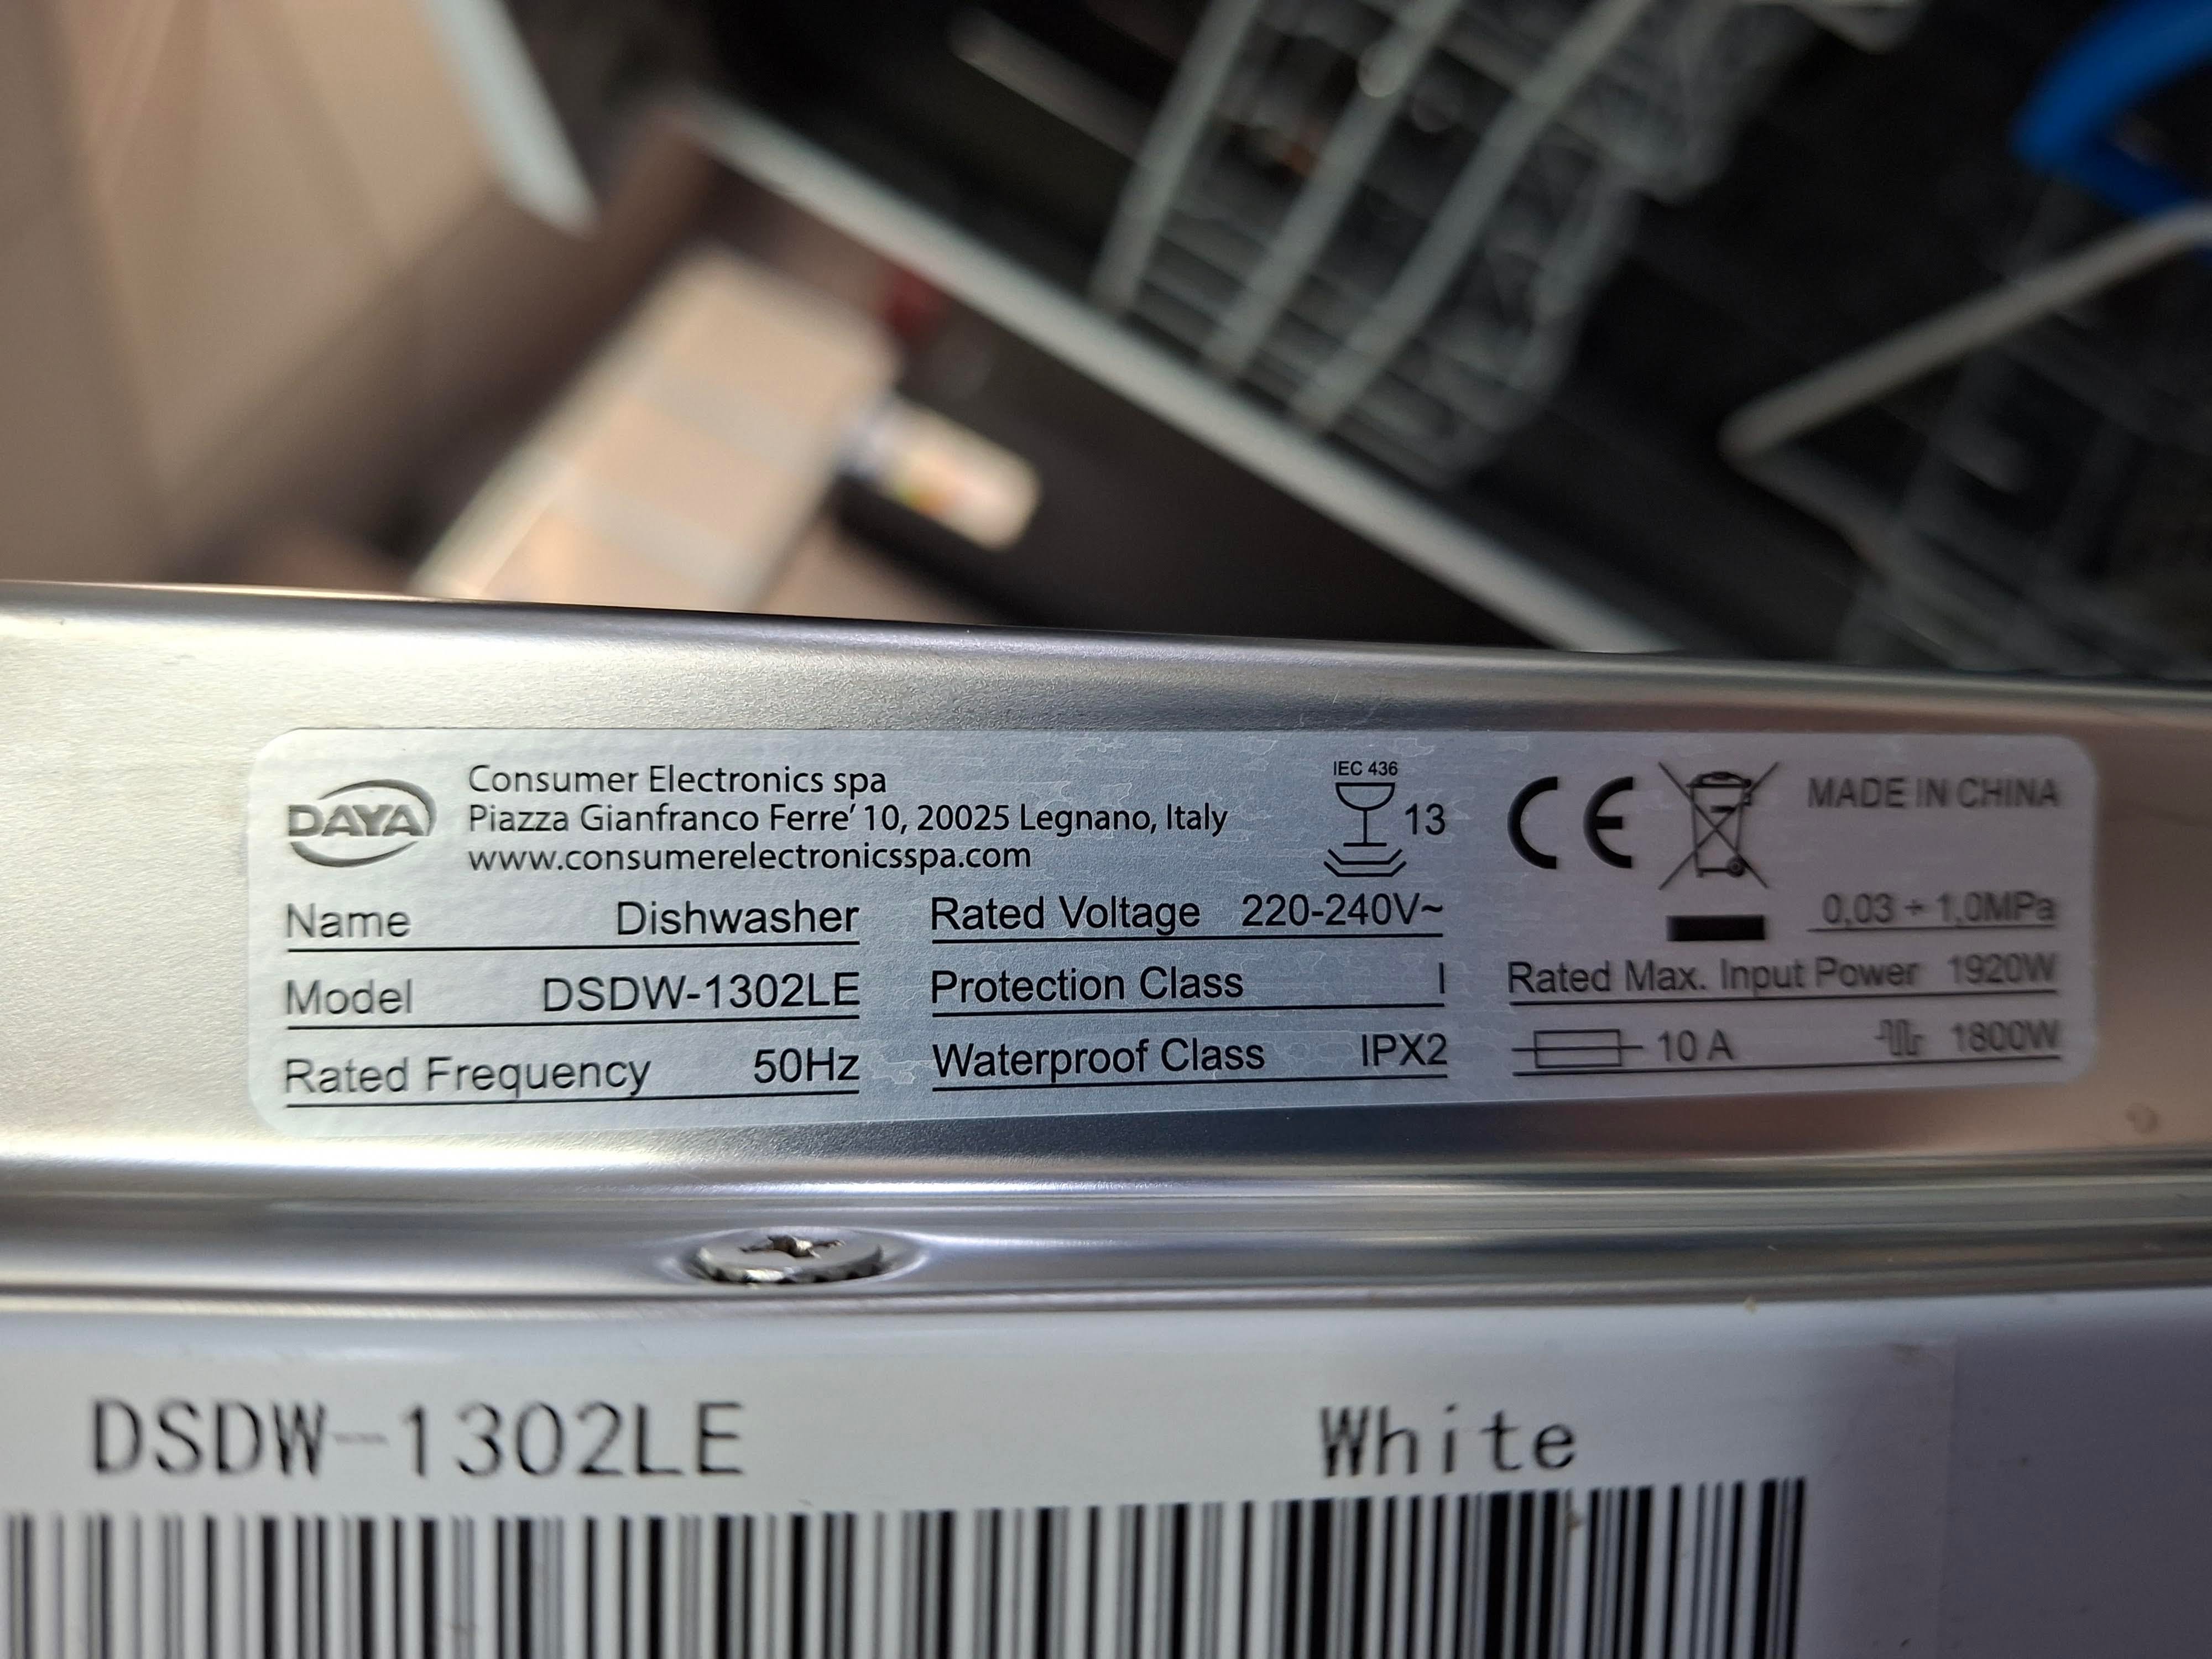 DAYA
Consumer Electronics spa
Piazza Gianfranco Ferre' 10, 20025 Legnano, Italy
www.consumerelectronicsspa.com
IEC 436
13
CE
MADE IN CHINA
Name Dishwasher
Rated Voltage 220-240V~
0,03 ÷ 1,0MPa
Model DSDW-1302LE
Protection Class I
Rated Max. Input Power 1920W
Rated Frequency 50Hz
Waterproof Class IPX2
10 A 1800W
DSDW-1302LE White